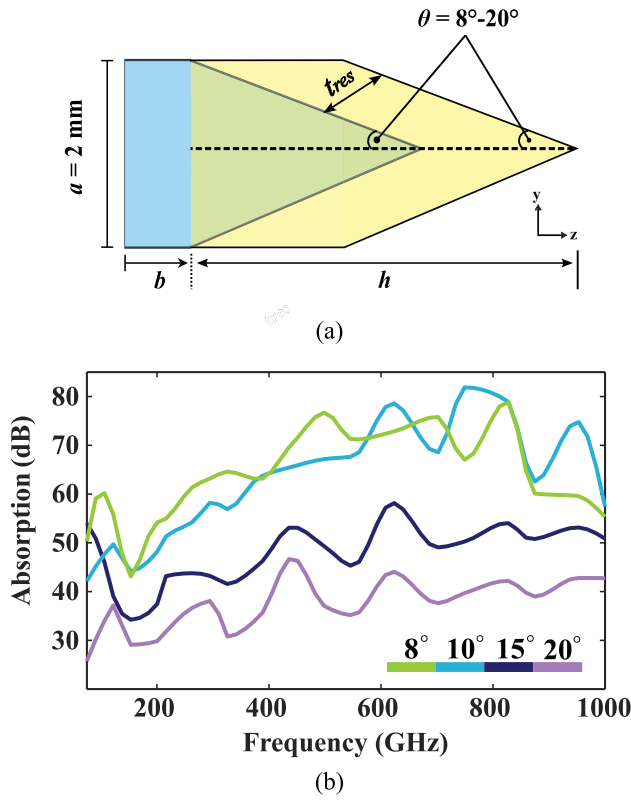 θ = 8°-20°
tres
a = 2 mm
y
z
b
h
tres
(a)
80
70
60
50
40
30
Absorption (dB)
8° 10° 15° 20°
200 400 600 800 1000
Frequency (GHz)
(b)